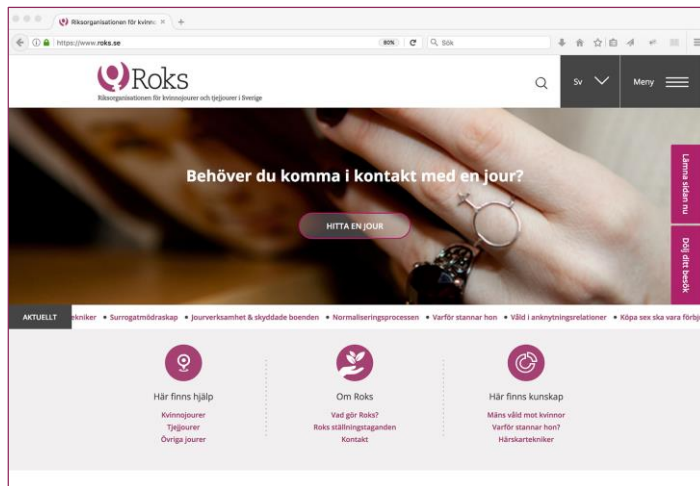 Riksorganisationen för kvinn
https://www.roks.se
80%
Sök
Roks
Riksorganisationen för kvinnojourer och tjejjourer i Sverige
Sv
Meny
Behöver du komma i kontakt med en jour?
HITTA EN JOUR
Lämna sidan nu
Dölj ditt besök
AKTUELLT
ekniker • Surrogatmödraskap • Jourverksamhet & skyddade boenden • Normaliseringsprocessen • Varför stannar hon • Våld i anknytningsrelationer • Köpa sex ska vara förbju
Här finns hjälp
Kvinnojourer
Tjejjourer
Övriga jourer
Om Roks
Vad gör Roks?
Roks ställningstaganden
Kontakt
Här finns kunskap
Mäns våld mot kvinnor
Varför stannar hon?
Härskartekniker